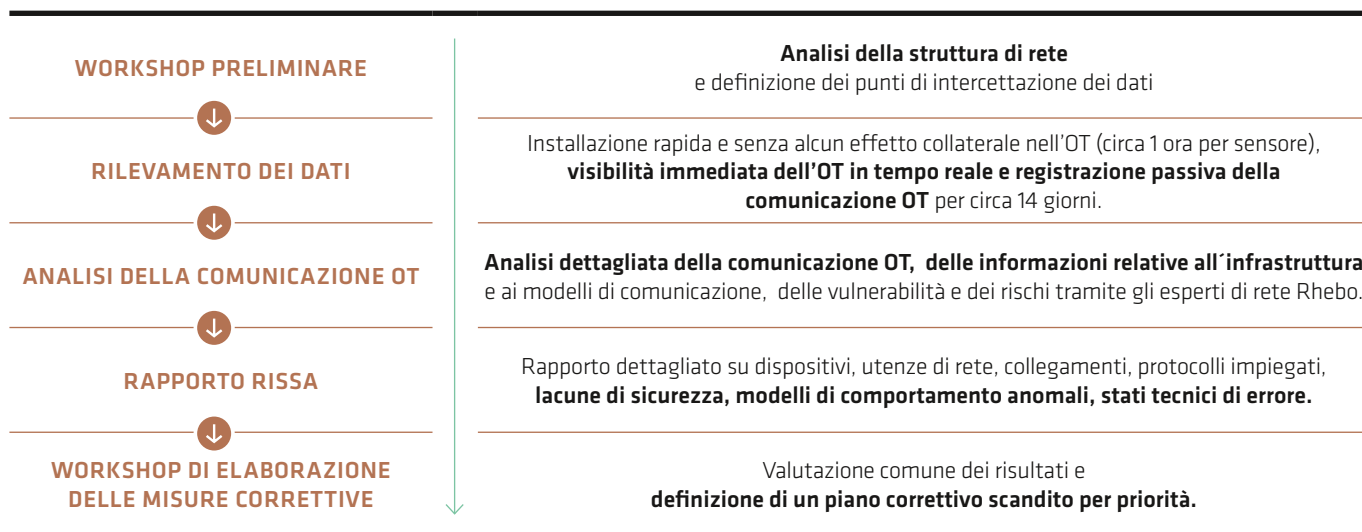 WORKSHOP PRELIMINARE
Analisi della struttura di rete
e definizione dei punti di intercettazione dei dati
RILEVAMENTO DEI DATI
Installazione rapida e senza alcun effetto collaterale nell'OT (circa 1 ora per sensore),
visibilità immediata dell'OT in tempo reale e registrazione passiva della
comunicazione OT per circa 14 giorni.
ANALISI DELLA COMUNICAZIONE OT
Analisi dettagliata della comunicazione OT,  delle informazioni relative all´infrastruttura
e ai modelli di comunicazione,  delle vulnerabilità e dei rischi tramite gli esperti di rete Rhebo.
RAPPORTO RISSA
Rapporto dettagliato su dispositivi, utenze di rete, collegamenti, protocolli impiegati,
lacune di sicurezza, modelli di comportamento anomali, stati tecnici di errore.
WORKSHOP DI ELABORAZIONE
DELLE MISURE CORRETTIVE
Valutazione comune dei risultati e
definizione di un piano correttivo scandito per priorità.